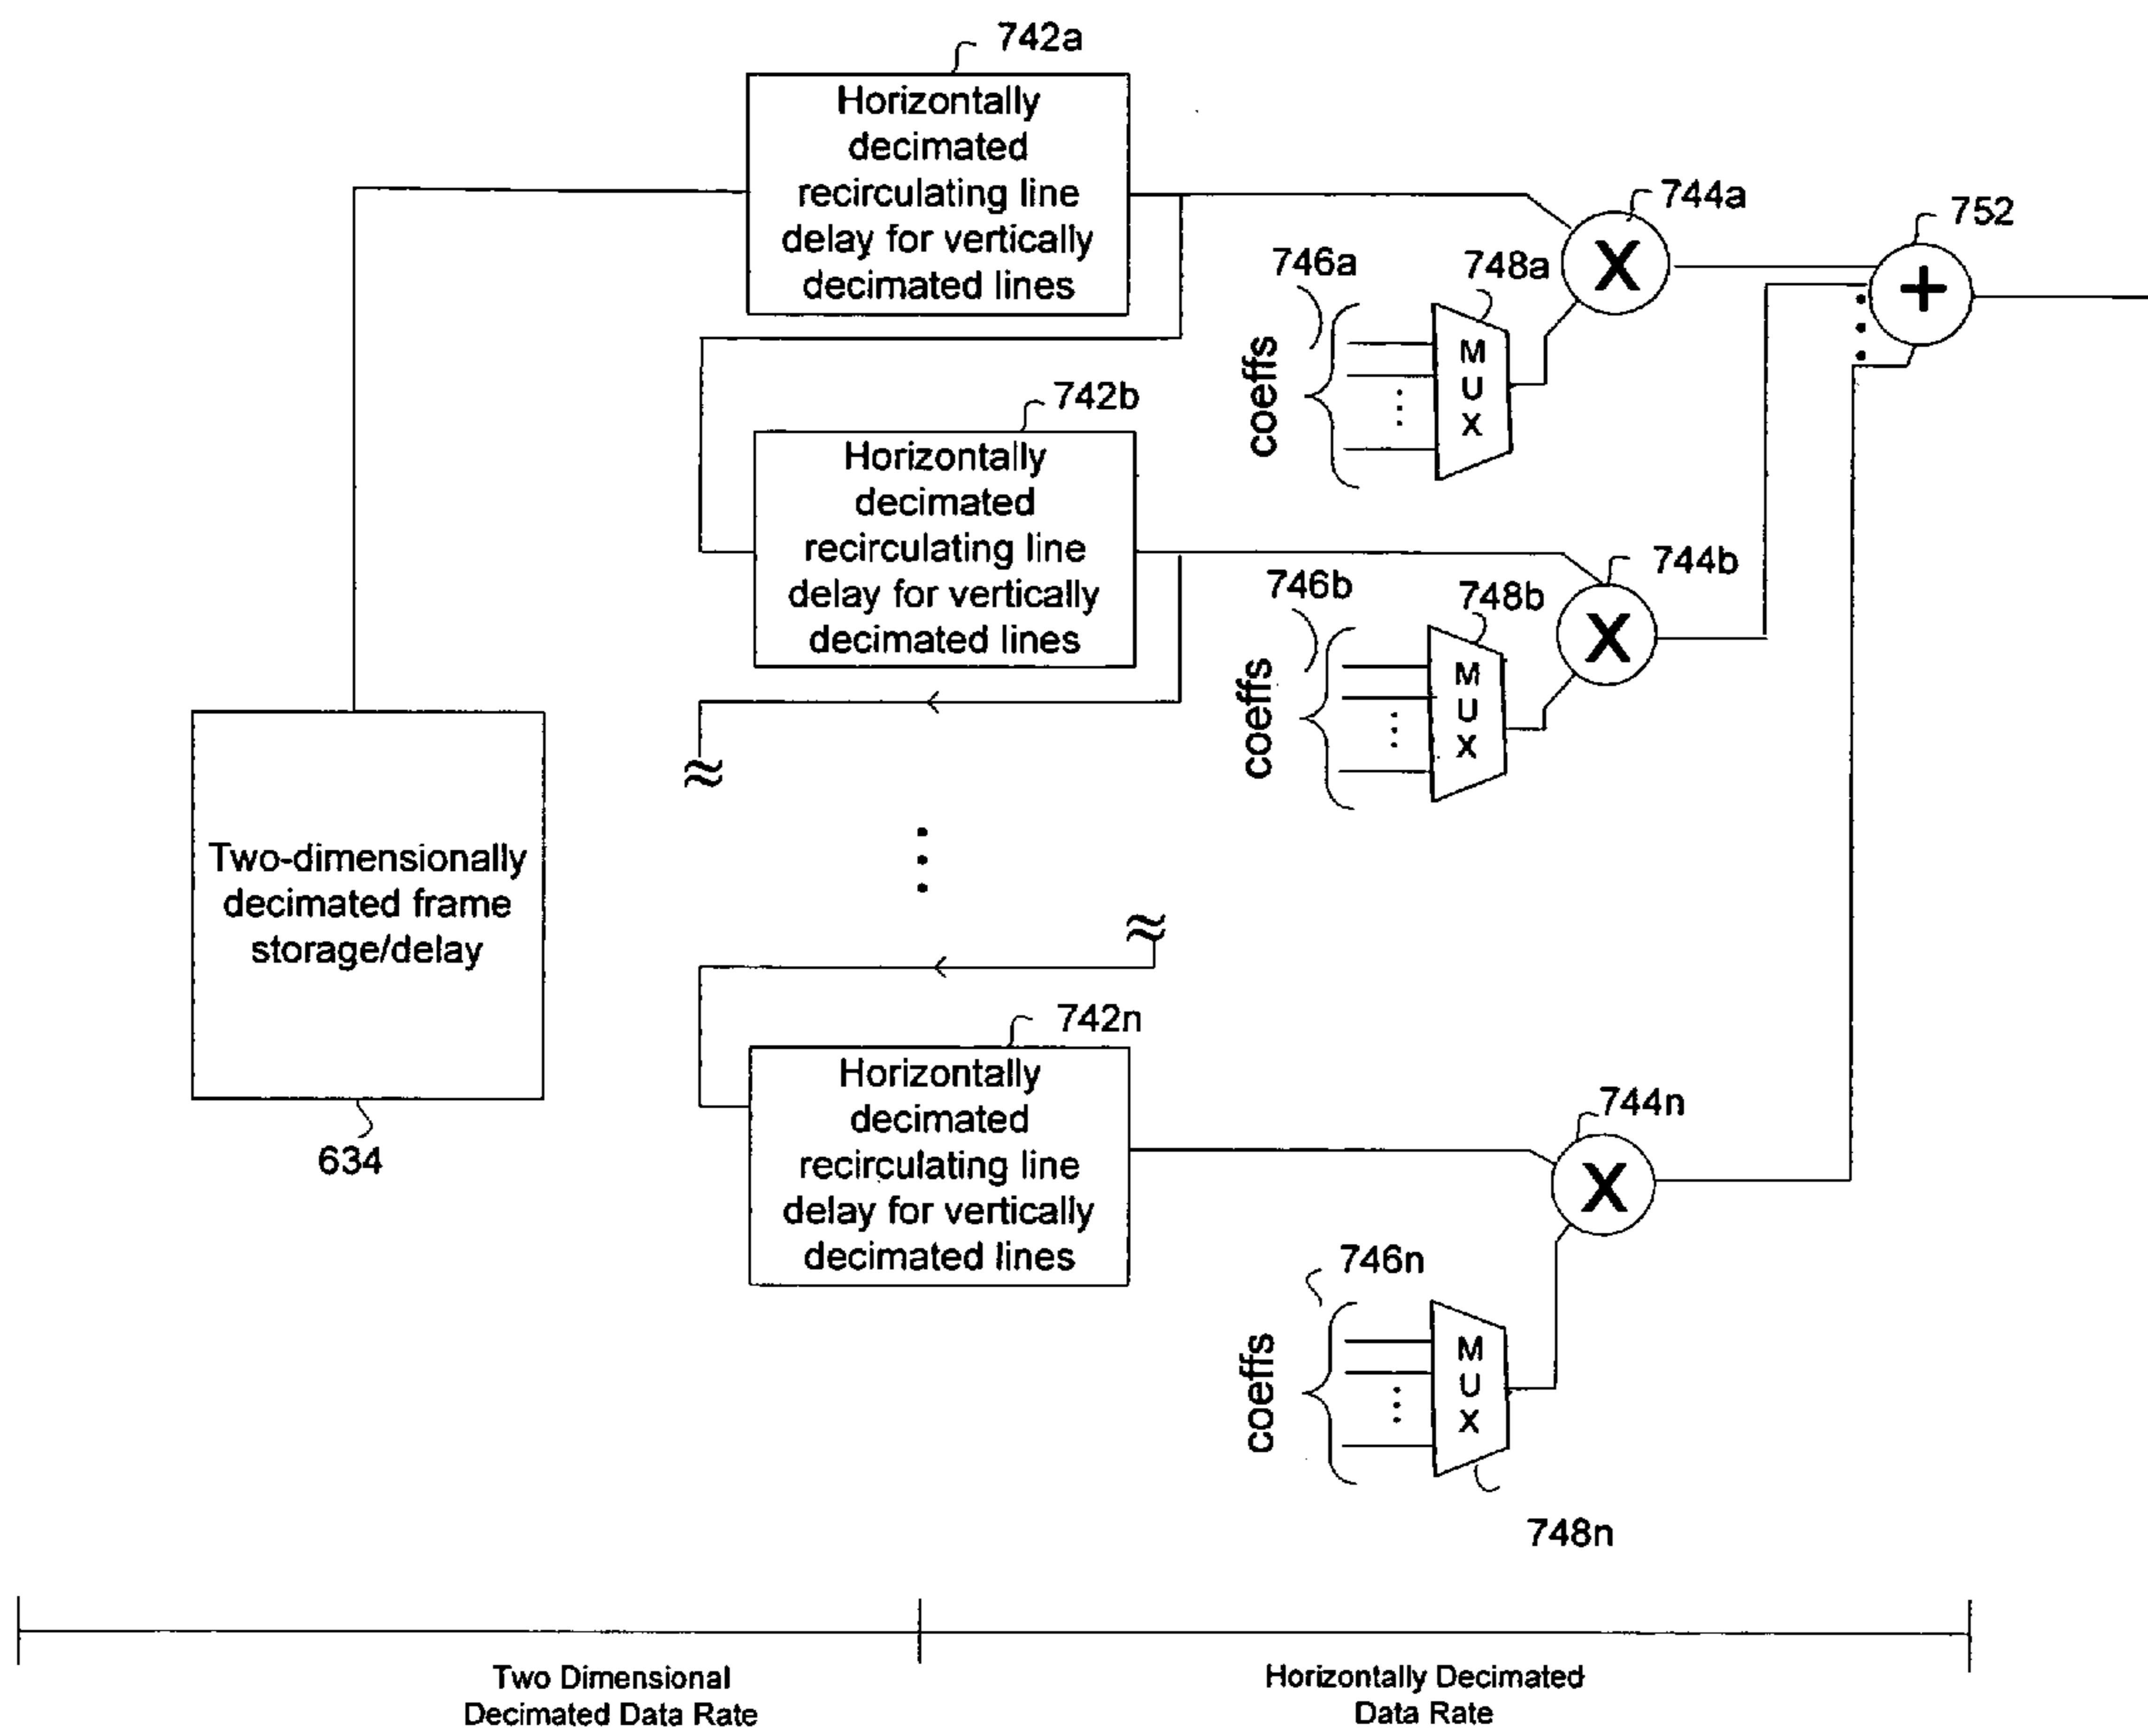 742a
Horizontally
decimated
recirculating line
delay for vertically
decimated lines
744a
X
752
+
746a
748a
coeffs
M
U
X
742b
Horizontally
decimated
recirculating line
delay for vertically
decimated lines
744b
X
746b
748b
coeffs
M
U
X
Two-dimensionally
decimated frame
storage/delay
634
742n
Horizontally
decimated
recirculating line
delay for vertically
decimated lines
744n
X
746n
coeffs
M
U
X
748n
Two Dimensional
Decimated Data Rate
Horizontally Decimated
Data Rate